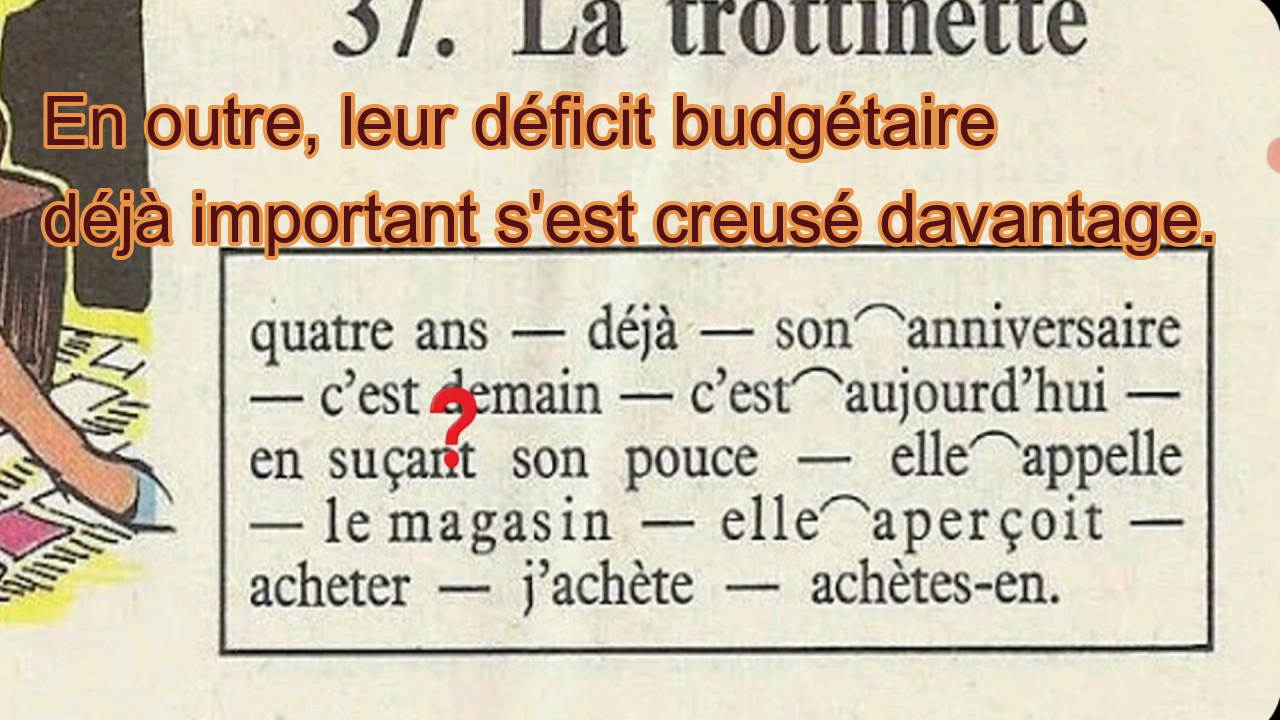 37. La trottinette
En outre, leur déficit budgétaire
déjà important s'est creusé davantage.
quatre ans — déjà — son‿anniversaire
— c'est demain — c'est‿aujourd'hui —
en suçant son pouce — elle‿appelle
— le magasin — elle‿aperçoit —
acheter — j'achète — achètes-en.
?